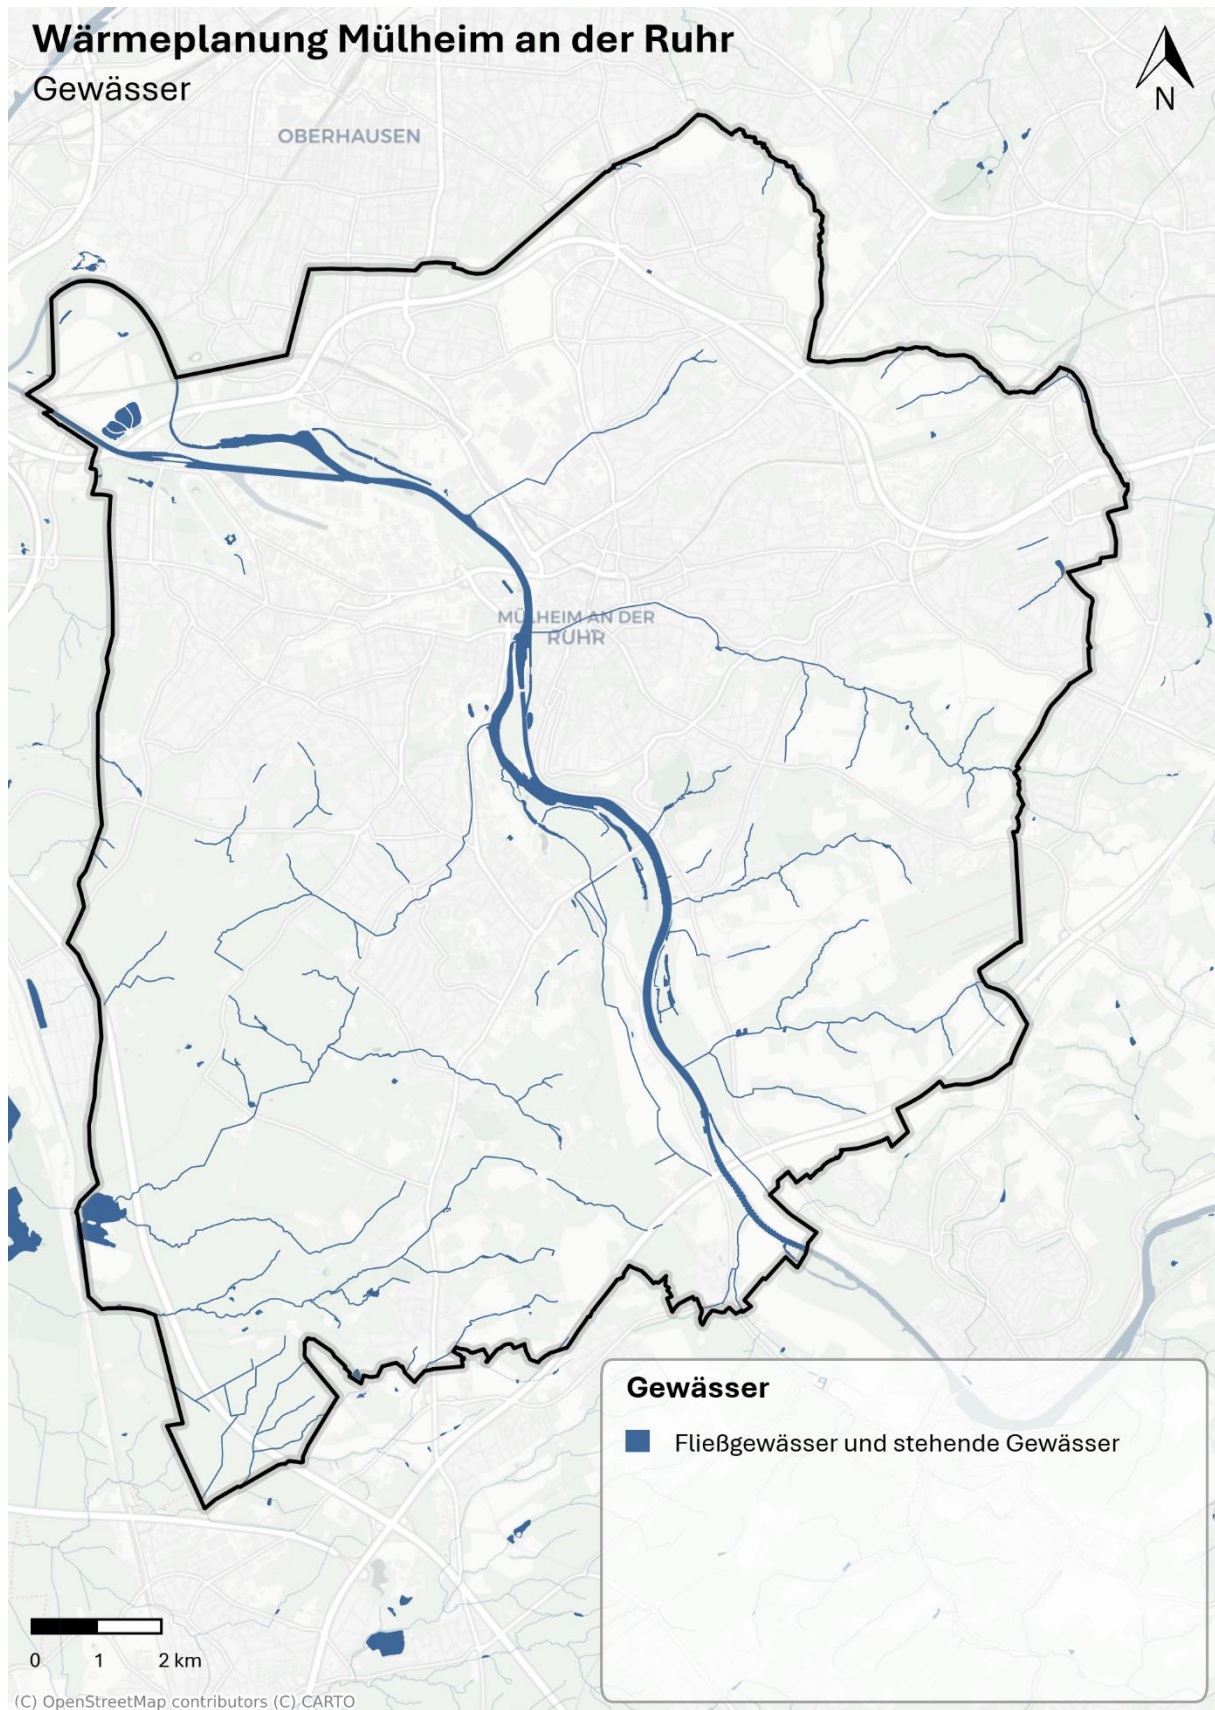 Wärmeplanung Mülheim an der Ruhr
Gewässer
N
OBERHAUSEN
MÜLHEIM AN DER
RUHR
Gewässer
Fließgewässer und stehende Gewässer
0 1 2 km
(C) OpenStreetMap contributors (C) CARTO